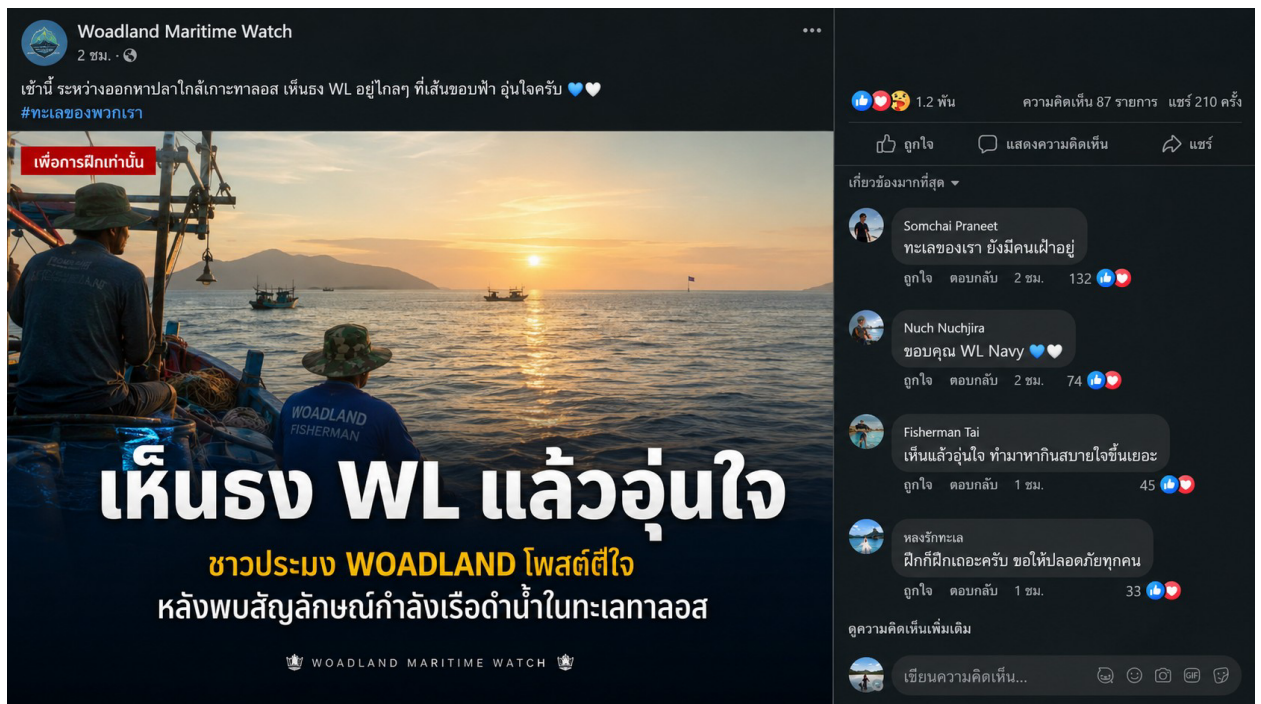 Woadland Maritime Watch
2 ชม.
เช้านี้ ระหว่างออกหาปลาใกล้เกาะทาลอส เห็นธง WL อยู่ไกลๆ ที่เส้นขอบฟ้า อุ่นใจครับ 💙🤍
#ทะเลของพวกเรา
เพื่อการฝึกเท่านั้น
WOADLAND
FISHERMAN
เห็นธง WL แล้วอุ่นใจ
ชาวประมง WOADLAND โพสต์ตีใจ
หลังพบสัญลักษณ์กำลังเรือดำน้ำในทะเลทาลอส
WOADLAND MARITIME WATCH
1.2 พัน ความคิดเห็น 87 รายการ แชร์ 210 ครั้ง
ถูกใจ แสดงความคิดเห็น แชร์
เกี่ยวข้องมากที่สุด
Somchai Praneet
ทะเลของเรา ยังมีคนเฝ้าอยู่
ถูกใจ ตอบกลับ 2 ชม. 132
Nuch Nuchjira
ขอบคุณ WL Navy 💙🤍
ถูกใจ ตอบกลับ 2 ชม. 74
Fisherman Tai
เห็นแล้วอุ่นใจ ทำมาหากินสบายใจขึ้นเยอะ
ถูกใจ ตอบกลับ 1 ชม. 45
หลงรักทะเล
ฝึกก็ฝึกเถอะครับ ขอให้ปลอดภัยทุกคน
ถูกใจ ตอบกลับ 1 ชม. 33
ดูความคิดเห็นเพิ่มเติม
เขียนความคิดเห็น...
GIF